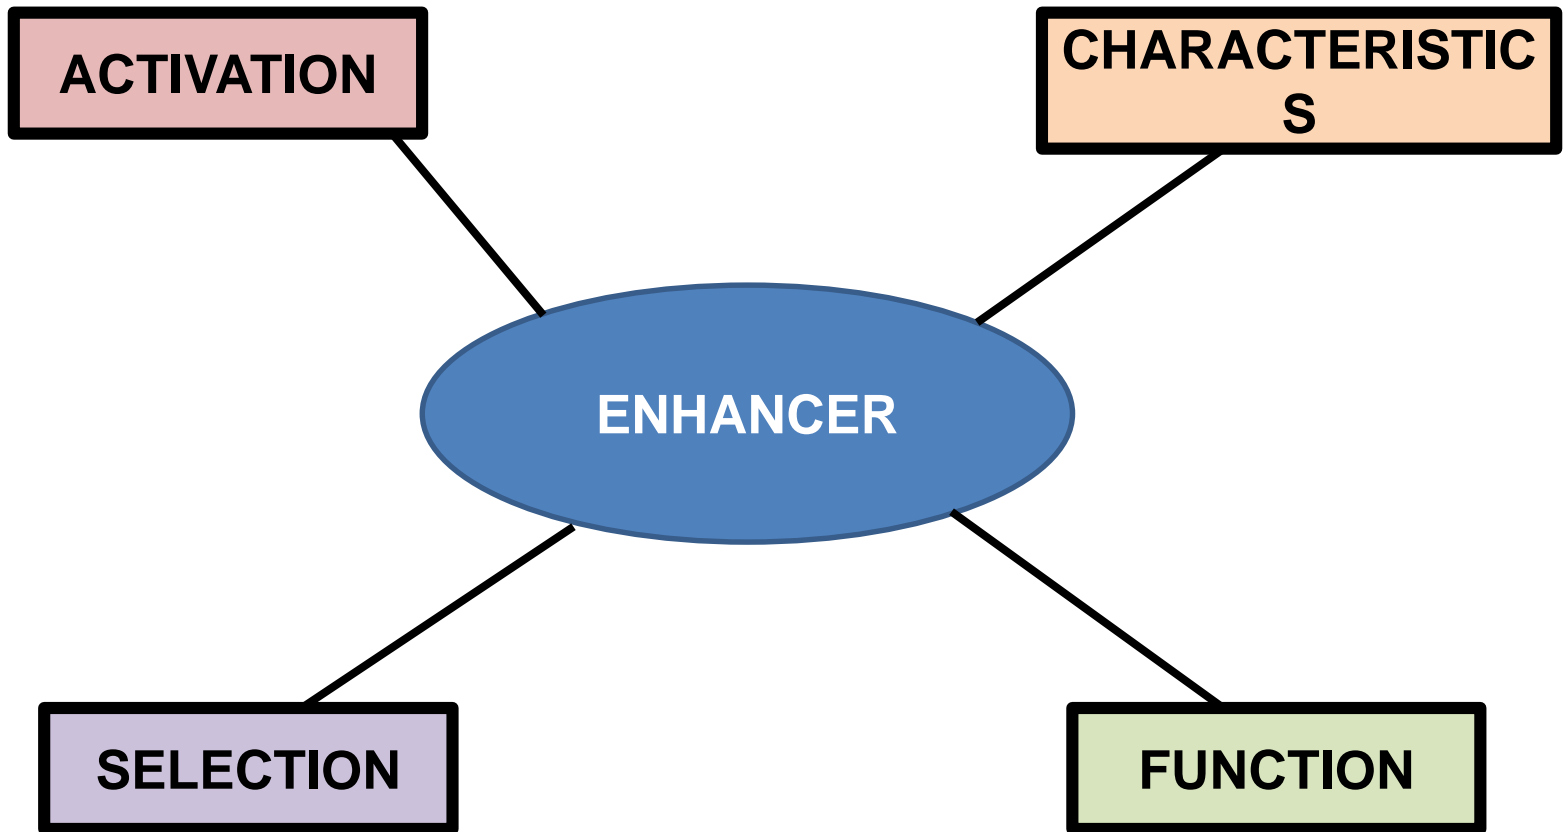 ACTIVATION
CHARACTERISTIC
S
ENHANCER
SELECTION
FUNCTION